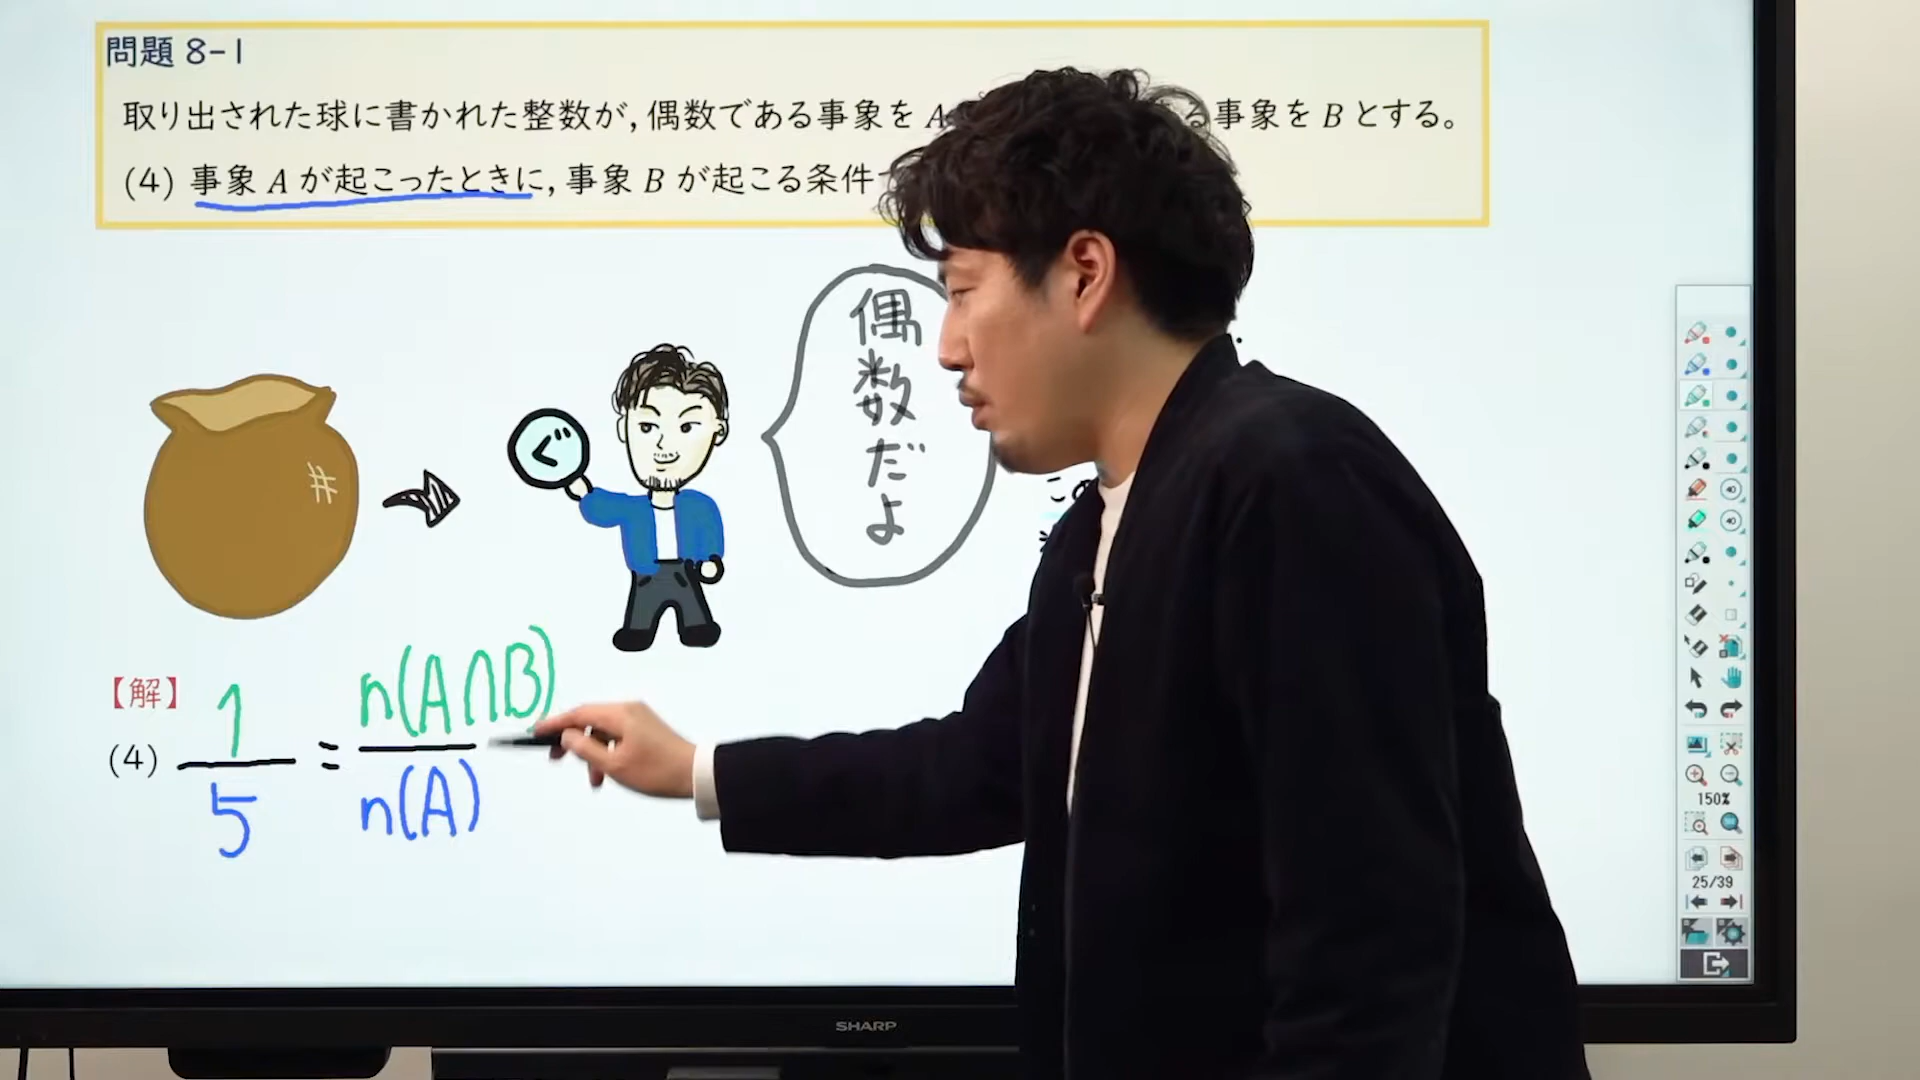 問題 8-1
取り出された球に書かれた整数が, 偶数である事象を A る事象を B とする。
(4) 事象 A が起こったときに, 事象 B が起こる条件
偶数だよ
ぐ
【解】
(4) 1/5 = n(A∩B)/n(A)
150%
25/39
SHARP